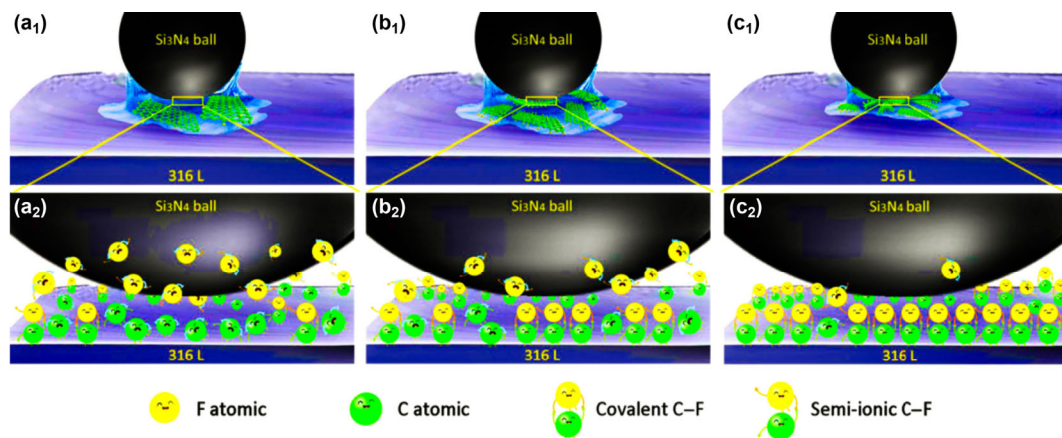 (a₁)
Si₃N₄ ball
316 L
(b₁)
Si₃N₄ ball
316 L
(c₁)
Si₃N₄ ball
316 L
(a₂)
Si₃N₄ ball
316 L
(b₂)
Si₃N₄ ball
316 L
(c₂)
Si₃N₄ ball
316 L
F atomic
C atomic
Covalent C–F
Semi-ionic C–F